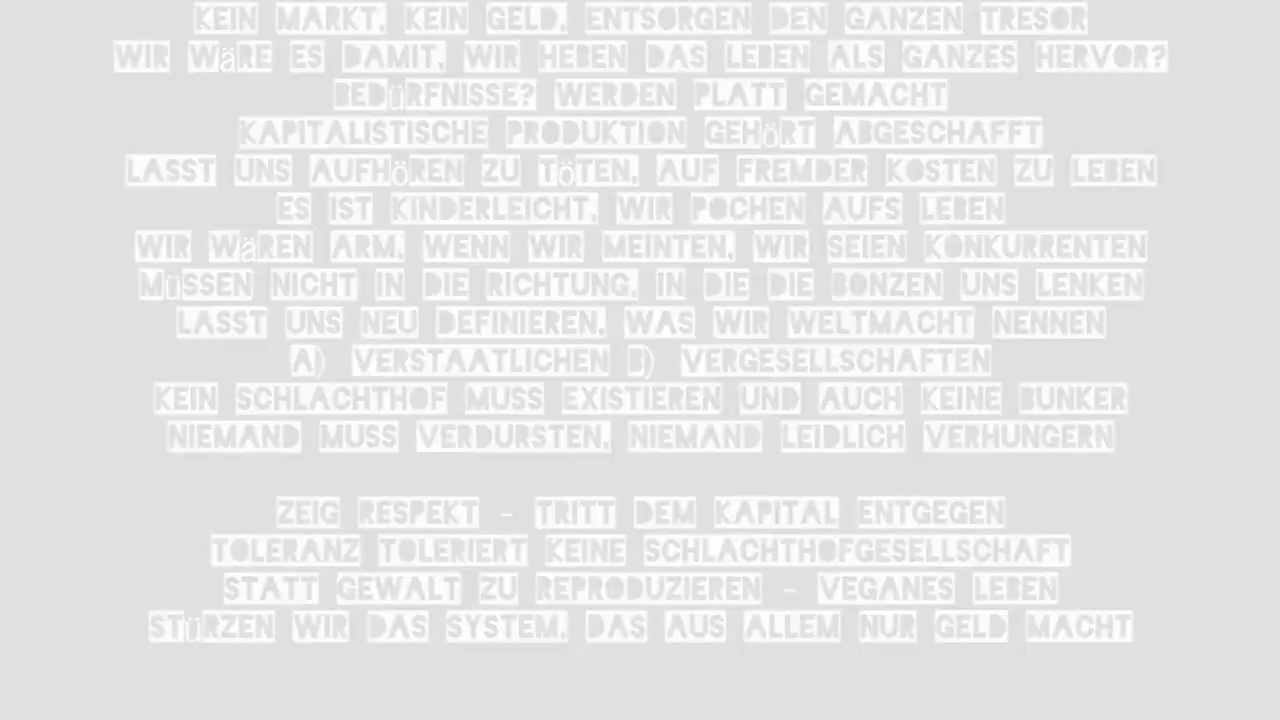 KEIN MARKT, KEIN GELD, ENTSORGEN DEN GANZEN TRESOR
WIR WäRE ES DAMIT, WIR HEBEN DAS LEBEN ALS GANZES HERVOR?
BEDüRFNISSE? WERDEN PLATT GEMACHT
KAPITALISTISCHE PRODUKTION GEHöRT ABGESCHAFFT
LASST UNS AUFHöREN ZU TöTEN, AUF FREMDER KOSTEN ZU LEBEN
ES IST KINDERLEICHT, WIR POCHEN AUFS LEBEN
WIR WäREN ARM, WENN WIR MEINTEN, WIR SEIEN KONKURRENTEN
MüSSEN NICHT IN DIE RICHTUNG, IN DIE DIE BONZEN UNS LENKEN
LASST UNS NEU DEFINIEREN, WAS WIR WELTMACHT NENNEN
A) VERSTAATLICHEN B) VERGESELLSCHAFTEN
KEIN SCHLACHTHOF MUSS EXISTIEREN UND AUCH KEINE BUNKER
NIEMAND MUSS VERDURSTEN, NIEMAND LEIDLICH VERHUNGERN
ZEIG RESPEKT - TRITT DEM KAPITAL ENTGEGEN
TOLERANZ TOLERIERT KEINE SCHLACHTHOFGESELLSCHAFT
STATT GEWALT ZU REPRODUZIEREN - VEGANES LEBEN
STüRZEN WIR DAS SYSTEM, DAS AUS ALLEM NUR GELD MACHT